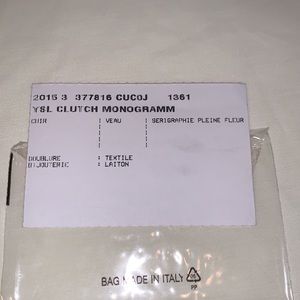 2015 3 377816 CUC0J 1361
YSL CLUTCH MONOGRAMM
CUIR : VEAU : SERIGRAPHIE PLEINE FLEUR
DOUBLURE : TEXTILE
BIJOUTERIE : LAITON
BAG MADE IN ITALY
PP